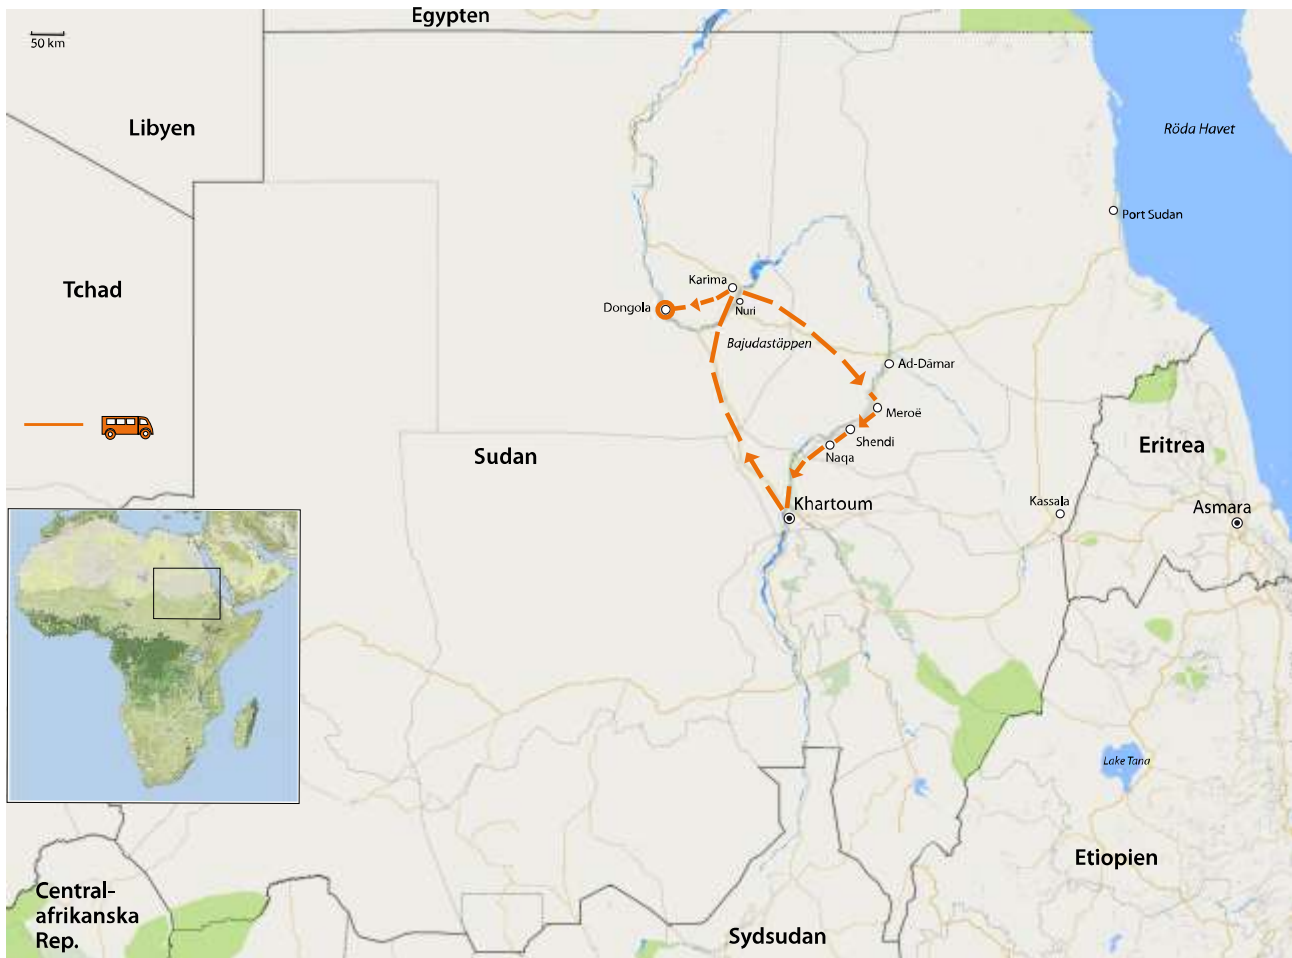 Egypten
50 km
Libyen
Röda Havet
Port Sudan
Tchad
Karima
Dongola
Nuri
Bajudastäppen
Ad-Dämar
Meroë
Shendi
Naqa
Sudan
Eritrea
Khartoum
Kassala
Asmara
Lake Tana
Etiopien
Central-
afrikanska
Rep.
Sydsudan